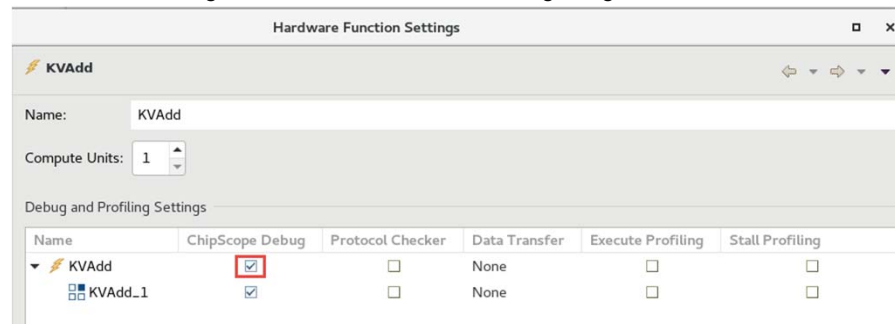 Hardware Function Settings
KVAdd
Name: KVAdd
Compute Units: 1
Debug and Profiling Settings
Name ChipScope Debug Protocol Checker Data Transfer Execute Profiling Stall Profiling
KVAdd None
KVAdd_1 None